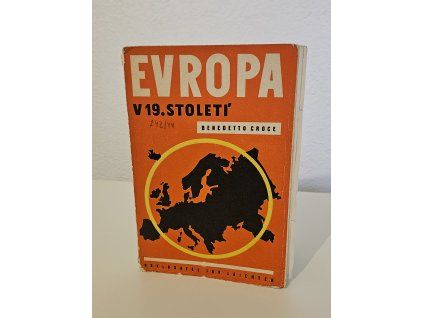 EVROPA
V 19. STOLETÍ
BENEDETTO CROCE